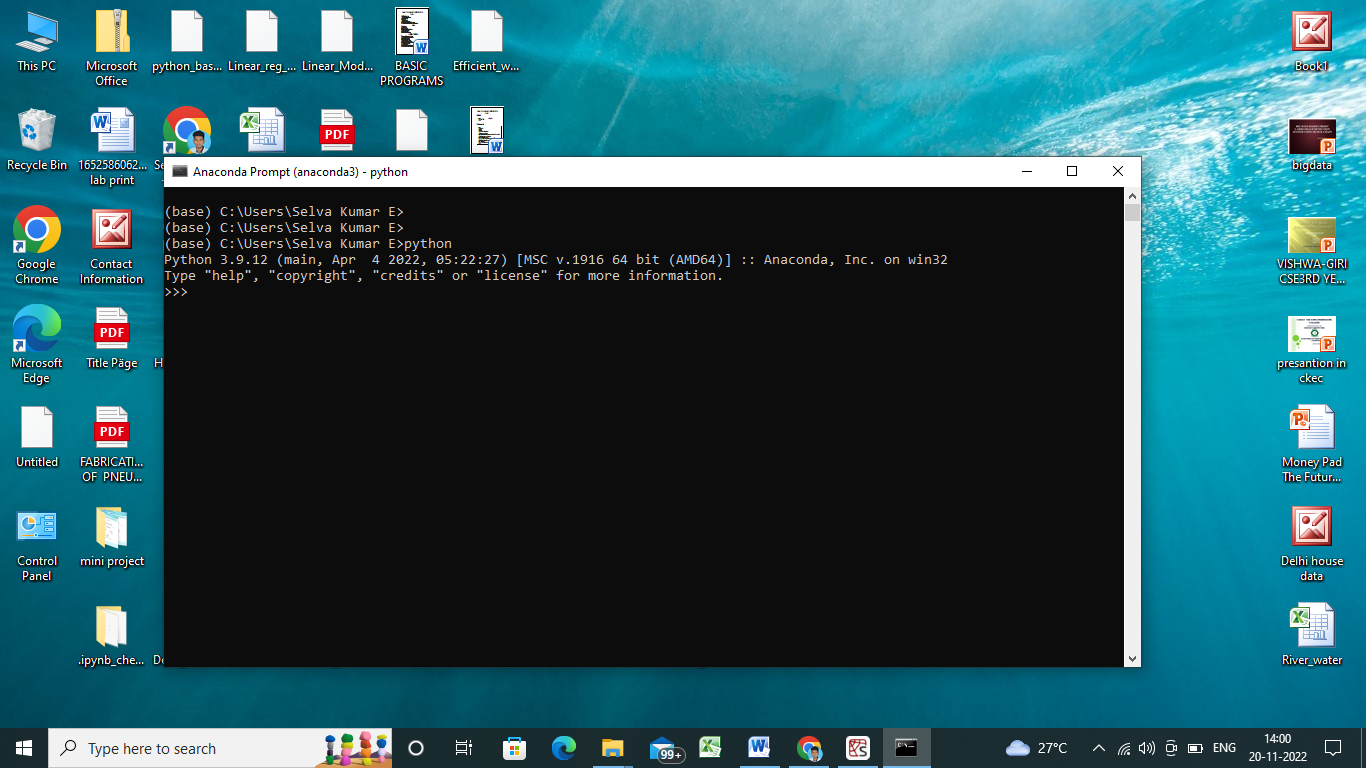 This PC
Microsoft
Office
python_bas...
Linear_reg_...
Linear_Mod...
BASIC
PROGRAMS
Efficient_w...
Book1
Recycle Bin
1652586062...
lab print
Se
PDF
bigdata
Anaconda Prompt (anaconda3) - python
(base) C:\Users\Selva Kumar E>
(base) C:\Users\Selva Kumar E>
(base) C:\Users\Selva Kumar E>python
Python 3.9.12 (main, Apr  4 2022, 05:22:27) [MSC v.1916 64 bit (AMD64)] :: Anaconda, Inc. on win32
Type "help", "copyright", "credits" or "license" for more information.
>>>
Google
Chrome
Contact
Information
VISHWA-GIRI
CSE3RD YE...
Microsoft
Edge
PDF
Title Page
H
presantion in
ckec
Untitled
PDF
FABRICATI...
OF PNEU...
Money Pad
The Futur...
Control
Panel
mini project
Delhi house
data
.ipynb_che...
De
River_water
Type here to search
99+
27°C
ENG
14:00
20-11-2022